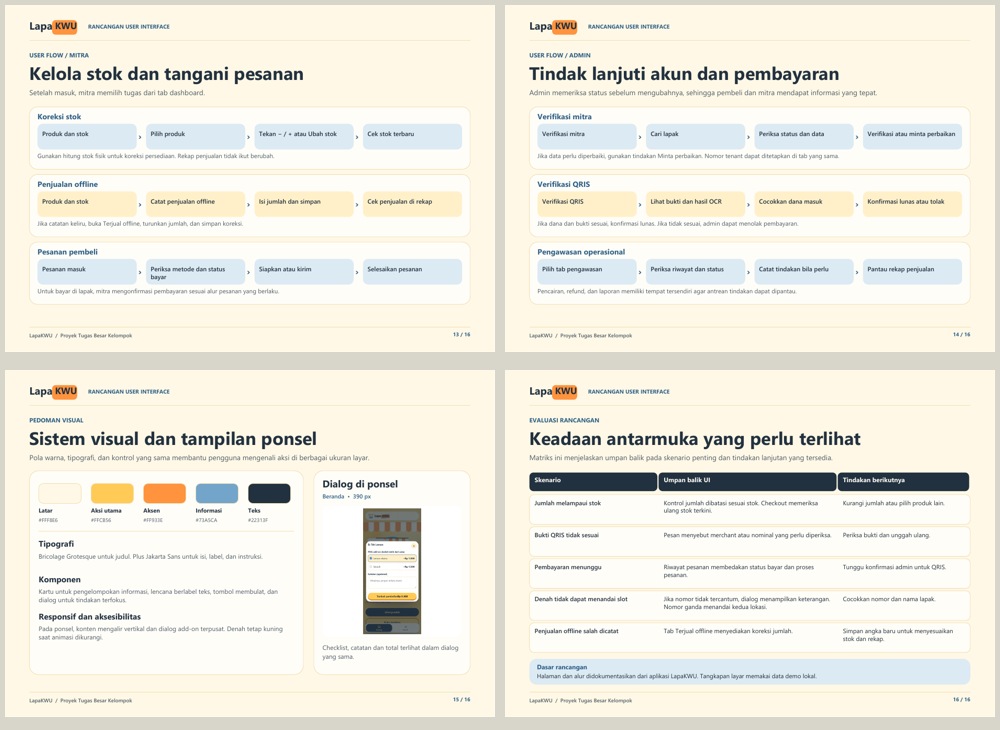 LapaKWU RANCANGAN USER INTERFACE
USER FLOW / MITRA
Kelola stok dan tangani pesanan
Setelah masuk, mitra memilih tugas dari tab dashboard.
Koreksi stok
Produk dan stok › Pilih produk › Tekan − / + atau Ubah stok › Cek stok terbaru
Gunakan hitung stok fisik untuk koreksi persediaan. Rekap penjualan tidak ikut berubah.
Penjualan offline
Produk dan stok › Catat penjualan offline › Isi jumlah dan simpan › Cek penjualan di rekap
Jika catatan keliru, buka Terjual offline, turunkan jumlah, dan simpan koreksi.
Pesanan pembeli
Pesanan masuk › Periksa metode dan status bayar › Siapkan atau kirim › Selesaikan pesanan
Untuk bayar di lapak, mitra mengonfirmasi pembayaran sesuai alur pesanan yang berlaku.
LapaKWU / Proyek Tugas Besar Kelompok 13 / 16
LapaKWU RANCANGAN USER INTERFACE
USER FLOW / ADMIN
Tindak lanjuti akun dan pembayaran
Admin memeriksa status sebelum mengubahnya, sehingga pembeli dan mitra mendapat informasi yang tepat.
Verifikasi mitra
Verifikasi mitra › Cari lapak › Periksa status dan data › Verifikasi atau minta perbaikan
Jika data perlu diperbaiki, gunakan tindakan Minta perbaikan. Nomor tenant dapat ditetapkan di tab yang sama.
Verifikasi QRIS
Verifikasi QRIS › Lihat bukti dan hasil OCR › Cocokkan dana masuk › Konfirmasi lunas atau tolak
Jika dana dan bukti sesuai, konfirmasi lunas. Jika tidak sesuai, admin dapat menolak pembayaran.
Pengawasan operasional
Pilih tab pengawasan › Periksa riwayat dan status › Catat tindakan bila perlu › Pantau rekap penjualan
Pencairan, refund, dan laporan memiliki tempat tersendiri agar antrean tindakan dapat dipantau.
LapaKWU / Proyek Tugas Besar Kelompok 14 / 16
LapaKWU RANCANGAN USER INTERFACE
PEDOMAN VISUAL
Sistem visual dan tampilan ponsel
Pola warna, tipografi, dan kontrol yang sama membantu pengguna mengenali aksi di berbagai ukuran layar.
Latar Aksi utama Aksen Informasi Teks
#FFF8E6 #FFCB56 #FF933E #73A5CA #22313F
Tipografi
Bricolage Grotesque untuk judul. Plus Jakarta Sans untuk isi, label, dan instruksi.
Komponen
Kartu untuk pengelompokan informasi, lencana berlabel teks, tombol membulat, dan
dialog untuk tindakan terfokus.
Responsif dan aksesibilitas
Pada ponsel, konten mengalir vertikal dan dialog add-on terpusat. Denah tetap kuning
saat animasi dikurangi.
Dialog di ponsel
Beranda • 390 px
Checklist, catatan dan total terlihat dalam dialog
yang sama.
LapaKWU / Proyek Tugas Besar Kelompok 15 / 16
LapaKWU RANCANGAN USER INTERFACE
EVALUASI RANCANGAN
Keadaan antarmuka yang perlu terlihat
Matriks ini menjelaskan umpan balik pada skenario penting dan tindakan lanjutan yang tersedia.
Skenario Umpan balik UI Tindakan berikutnya
Jumlah melampaui stok Kontrol jumlah dibatasi sesuai stok. Checkout memeriksa ulang stok terkini. Kurangi jumlah atau pilih produk lain.
Bukti QRIS tidak sesuai Pesan menyebut merchant atau nominal yang perlu diperiksa. Periksa bukti dan unggah ulang.
Pembayaran menunggu Riwayat pesanan membedakan status bayar dan proses pesanan. Tunggu konfirmasi admin untuk QRIS.
Denah tidak dapat menandai slot Jika nomor tidak tercantum, dialog menampilkan keterangan. Nomor ganda menandai kedua lokasi. Cocokkan nomor dan nama lapak.
Penjualan offline salah dicatat Tab Terjual offline menyediakan koreksi jumlah. Simpan angka baru untuk menyesuaikan stok dan rekap.
Dasar rancangan
Halaman dan alur didokumentasikan dari aplikasi LapaKWU. Tangkapan layar memakai data demo lokal.
LapaKWU / Proyek Tugas Besar Kelompok 16 / 16